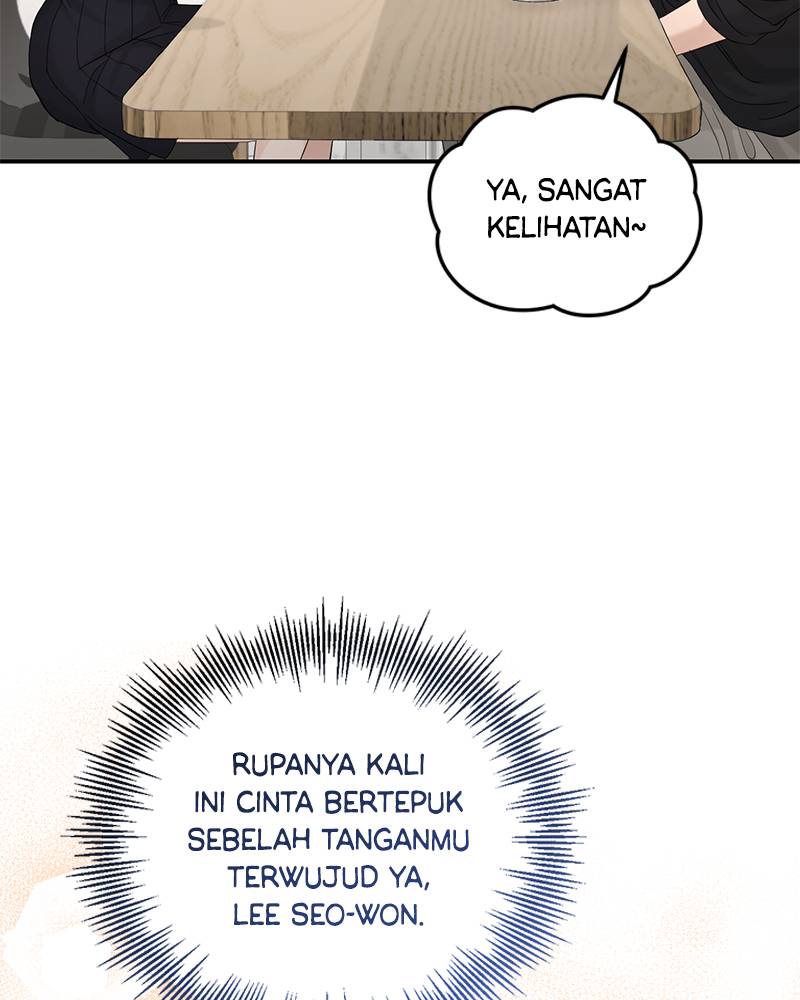 YA, SANGAT
KELIHATAN~
RUPANYA KALI
INI CINTA BERTEPUK
SEBELAH TANGANMU
TERWUJUD YA,
LEE SEO-WON.